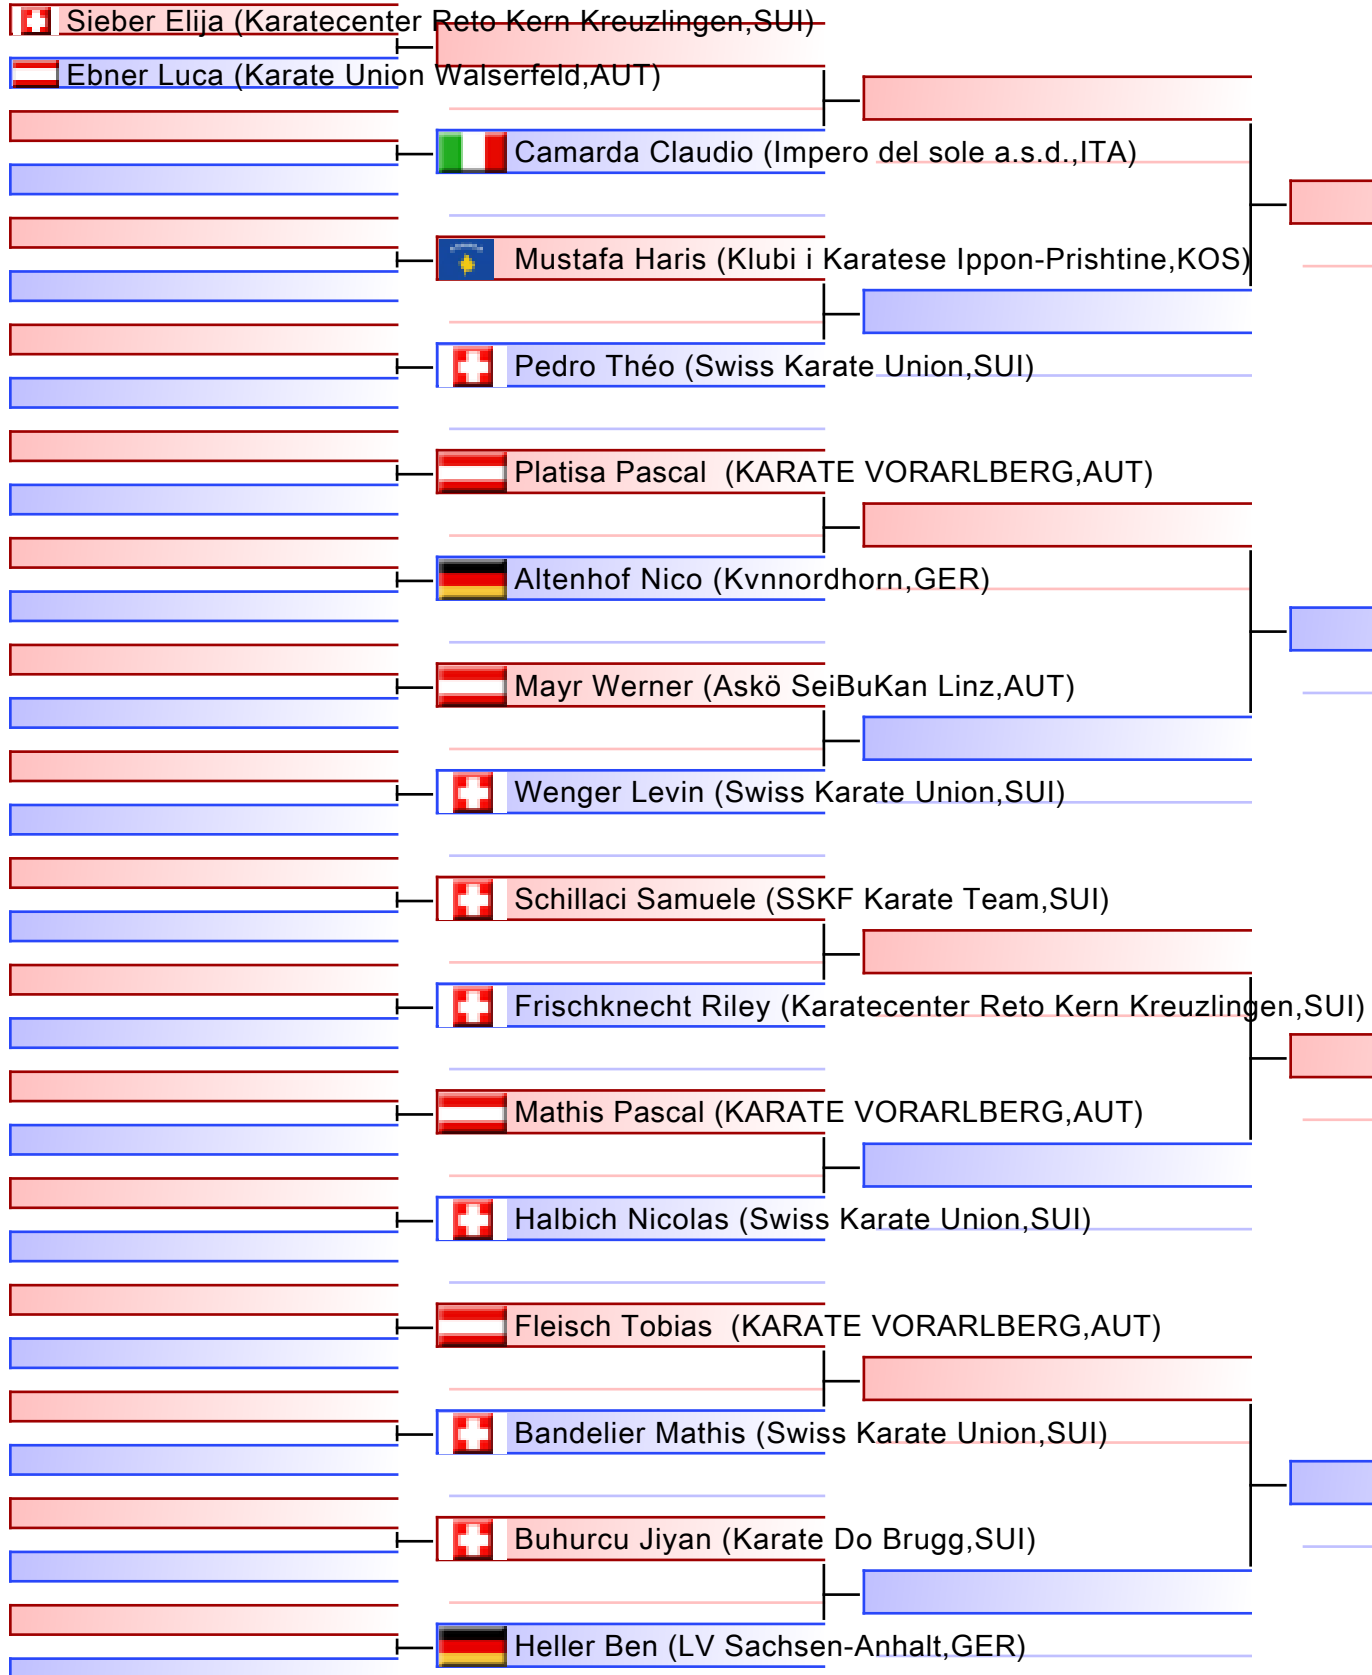 Sieber Elija (Karatecenter Reto Kern Kreuzlingen,SUI)
Ebner Luca (Karate Union Walserfeld,AUT)
Camarda Claudio (Impero del sole a.s.d.,ITA)
Mustafa Haris (Klubi i Karatese Ippon-Prishtine,KOS)
Pedro Théo (Swiss Karate Union,SUI)
Platisa Pascal  (KARATE VORARLBERG,AUT)
Altenhof Nico (Kvnnordhorn,GER)
Mayr Werner (Askö SeiBuKan Linz,AUT)
Wenger Levin (Swiss Karate Union,SUI)
Schillaci Samuele (SSKF Karate Team,SUI)
Frischknecht Riley (Karatecenter Reto Kern Kreuzlingen,SUI)
Mathis Pascal (KARATE VORARLBERG,AUT)
Halbich Nicolas (Swiss Karate Union,SUI)
Fleisch Tobias  (KARATE VORARLBERG,AUT)
Bandelier Mathis (Swiss Karate Union,SUI)
Buhurcu Jiyan (Karate Do Brugg,SUI)
Heller Ben (LV Sachsen-Anhalt,GER)